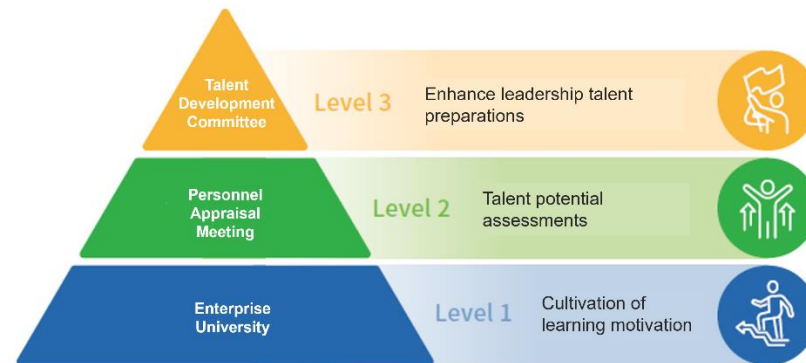 Talent
Development
Committee
Level 3
Enhance leadership talent
preparations
Personnel
Appraisal
Meeting
Level 2
Talent potential
assessments
Enterprise
University
Level 1
Cultivation of
learning motivation